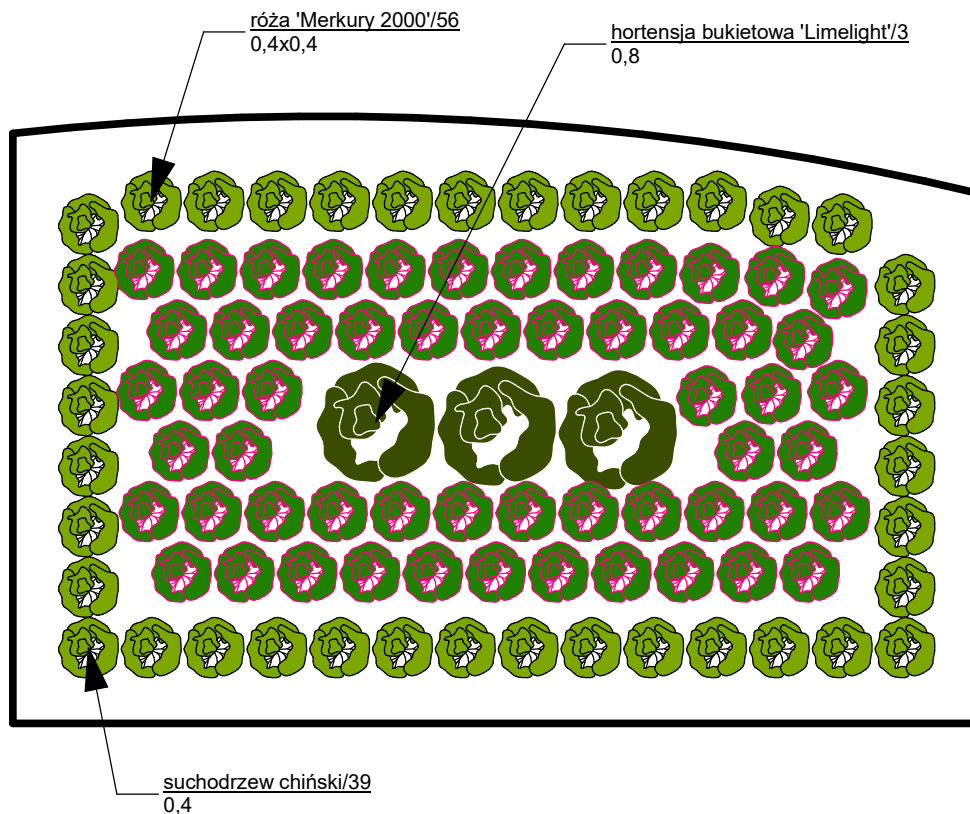 róża 'Merkury 2000'/56
0,4x0,4
hortensja bukietowa 'Limelight'/3
0,8
suchodrzew chiński/39
0,4